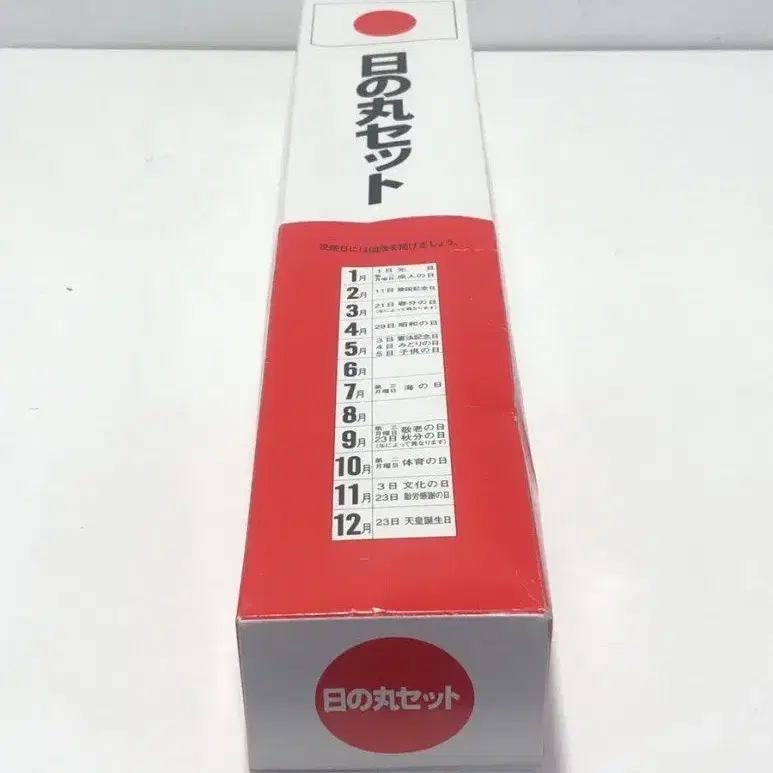 日の丸セット
祝祭日には国旗を掲げましょう。
1月 1日 元 旦
第二月曜日 成人の日
2月 11日 建国記念日
3月 21日 春分の日
(年によって異なります)
4月 29日 昭和の日
5月 3日 憲法記念日
4日 みどりの日
5日 子供の日
6月
7月 第三月曜日 海の日
8月
9月 第三月曜日 敬老の日
23日 秋分の日
(年によって異なります)
10月 第二月曜日 体育の日
11月 3日 文化の日
23日 勤労感謝の日
12月 23日 天皇誕生日
日の丸セット